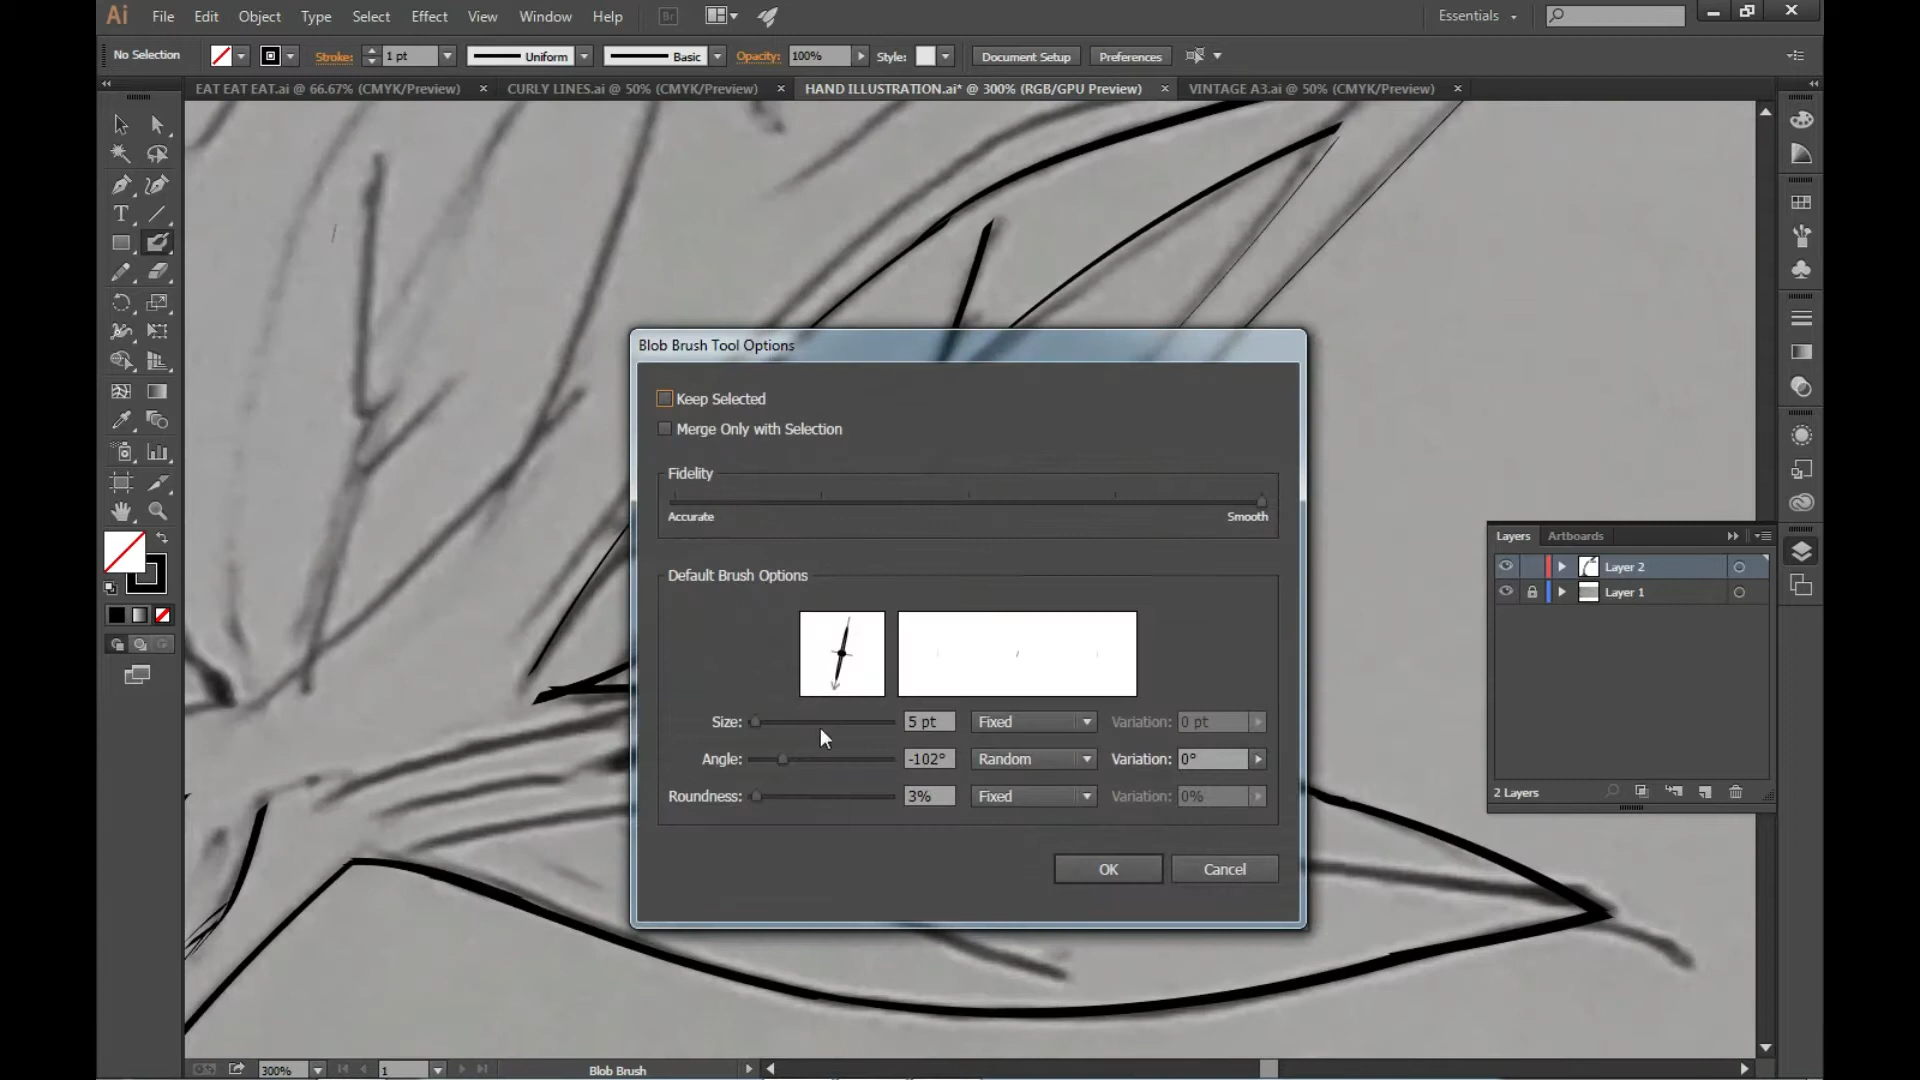 Ai File Edit Object Type Select Effect View Window Help Br Essentials
No Selection Stroke: 1 pt Uniform Basic Opacity: 100% Style: Document Setup Preferences
EAT EAT EAT.ai @ 66.67% (CMYK/Preview) CURLY LINES.ai @ 50% (CMYK/Preview) HAND ILLUSTRATION.ai* @ 300% (RGB/GPU Preview) VINTAGE A3.ai @ 50% (CMYK/Preview)
Blob Brush Tool Options
Keep Selected
Merge Only with Selection
Fidelity
Accurate Smooth
Default Brush Options
Size: 5 pt Fixed Variation: 0 pt
Angle: -102° Random Variation: 0°
Roundness: 3% Fixed Variation: 0%
OK Cancel
Layers Artboards
Layer 2
Layer 1
2 Layers
300% 1 Blob Brush